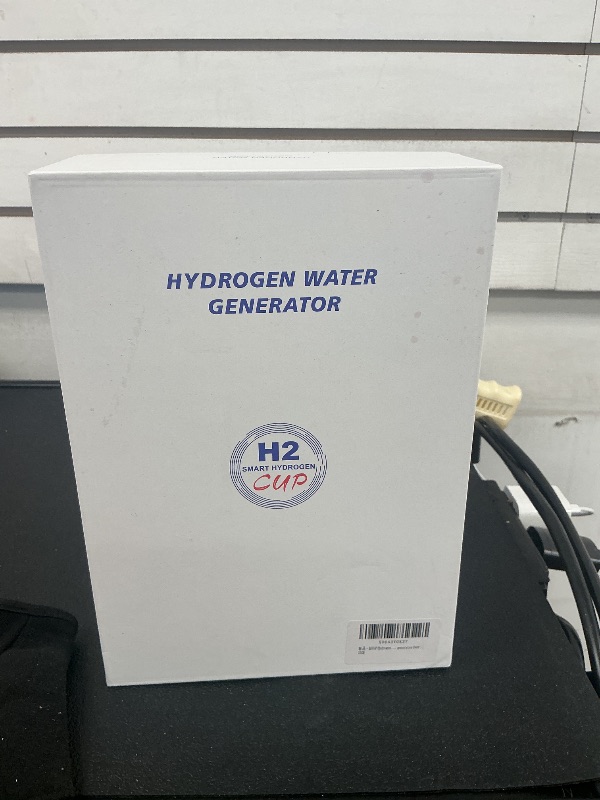 HYDROGEN WATER
GENERATOR
H2
SMART HYDROGEN
CUP